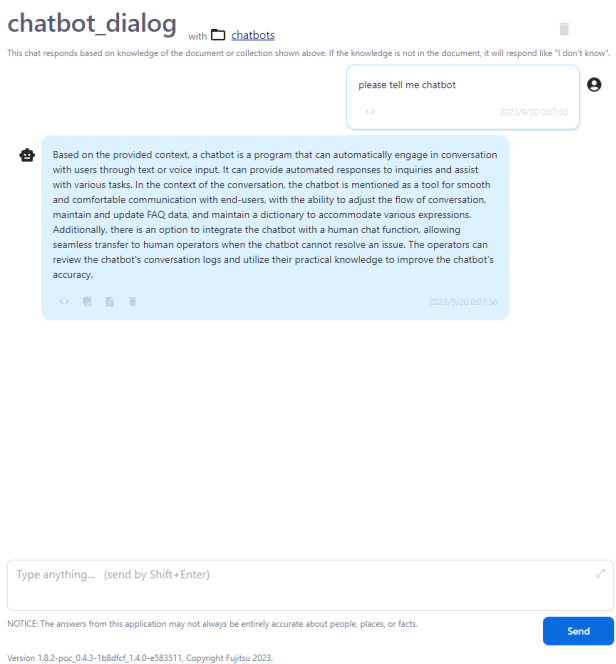 chatbot_dialog with chatbots
This chat responds based on knowledge of the document or collection shown above. If the knowledge is not in the document, it will respond like "I don't know".
please tell me chatbot
<> 2023/9/20 0:07:50
Based on the provided context, a chatbot is a program that can automatically engage in conversation
with users through text or voice input. It can provide automated responses to inquiries and assist
with various tasks. In the context of the conversation, the chatbot is mentioned as a tool for smooth
and comfortable communication with end-users, with the ability to adjust the flow of conversation,
maintain and update FAQ data, and maintain a dictionary to accommodate various expressions.
Additionally, there is an option to integrate the chatbot with a human chat function, allowing
seamless transfer to human operators when the chatbot cannot resolve an issue. The operators can
review the chatbot's conversation logs and utilize their practical knowledge to improve the chatbot's
accuracy.
<> 2023/9/20 0:07:56
Type anything... (send by Shift+Enter)
NOTICE: The answers from this application may not always be entirely accurate about people, places, or facts.
Send
Version 1.8.2-poc_0.4.3-1b8dfcf_1.4.0-e583511, Copyright Fujitsu 2023.